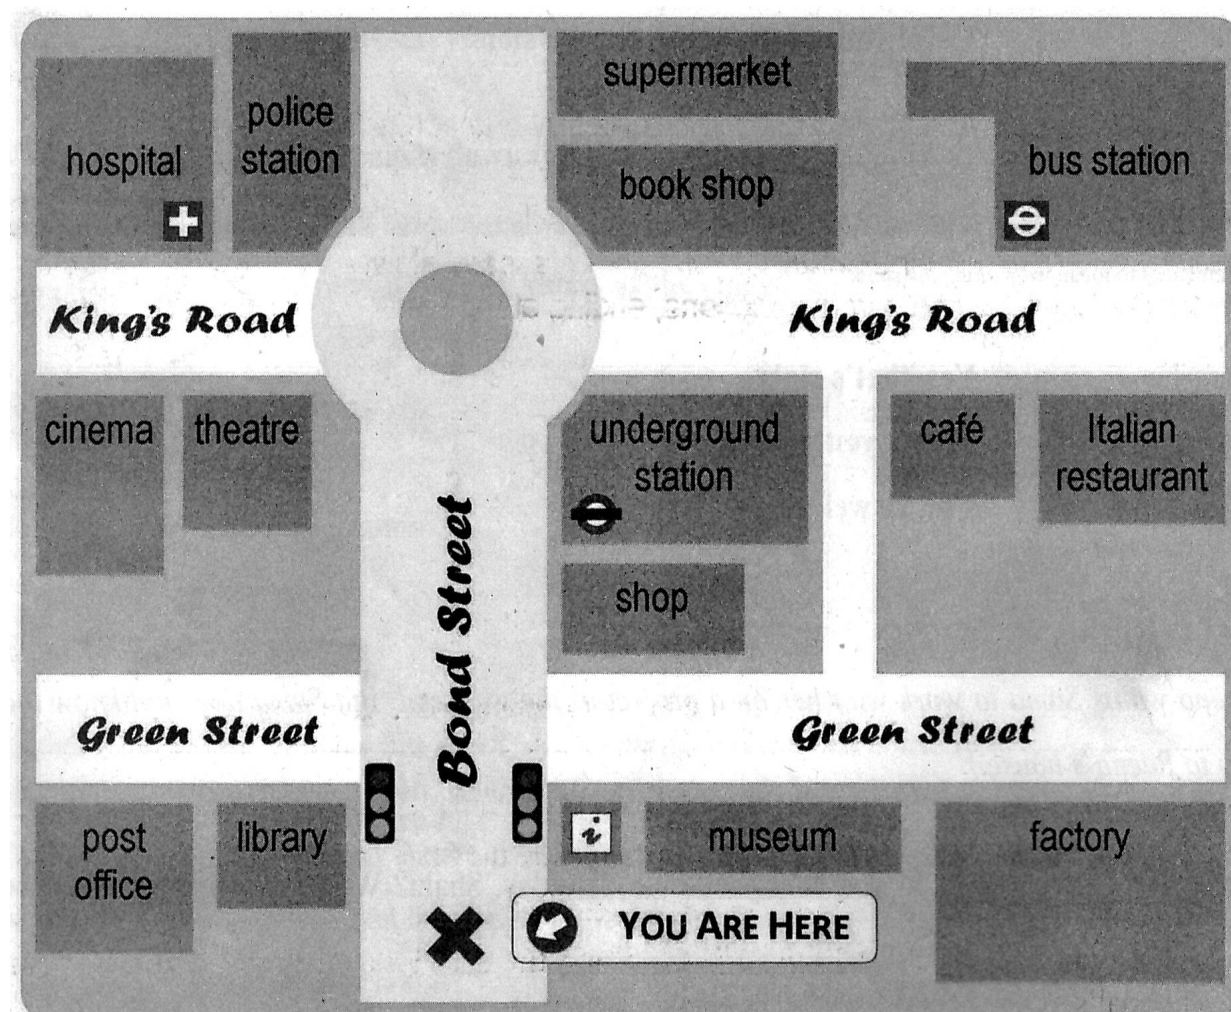 supermarket
police
station
hospital
book shop
bus station
King's Road
King's Road
cinema
theatre
underground
station
café
Italian
restaurant
shop
Bond Street
Green Street
Green Street
post
office
library
i
museum
factory
YOU ARE HERE